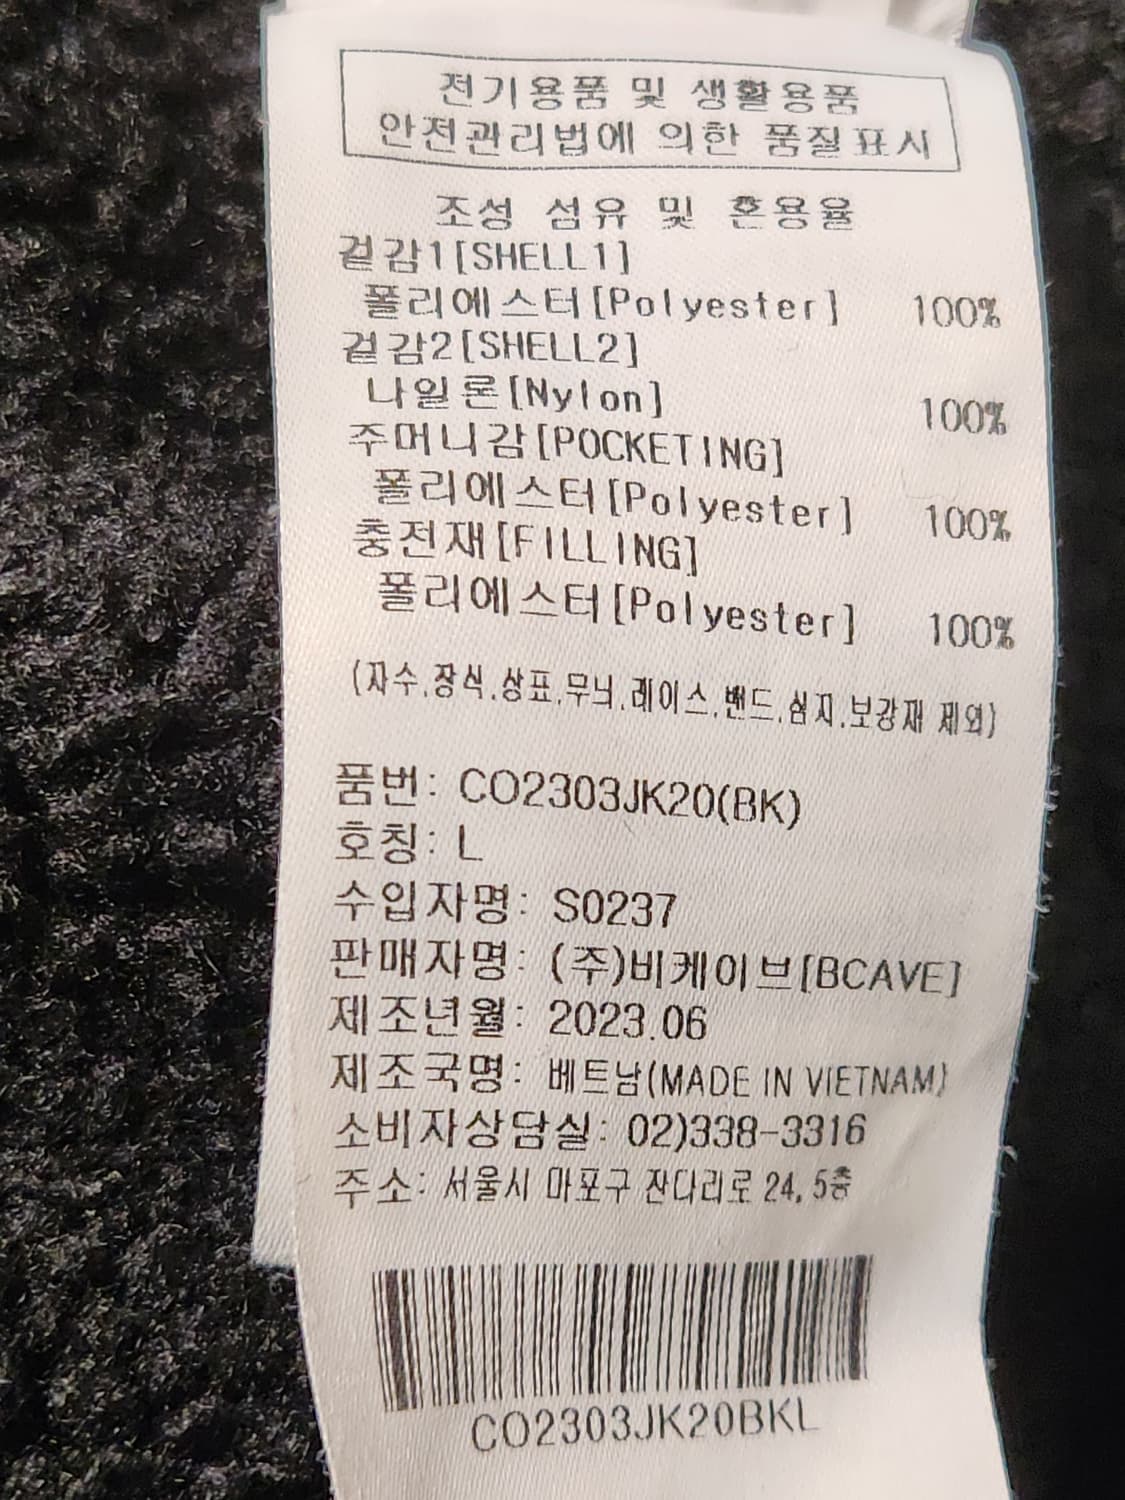 전기용품 및 생활용품
안전관리법에 의한 품질표시
조성 섬유 및 혼용율
겉감1[SHELL1]
폴리에스터[Polyester] 100%
겉감2[SHELL2]
나일론[Nylon] 100%
주머니감[POCKETING]
폴리에스터[Polyester] 100%
충전재[FILLING]
폴리에스터[Polyester] 100%
(자수.장식.상표.무늬.레이스.밴드.심지.보강재 제외)
품번: CO2303JK20(BK)
호칭: L
수입자명: S0237
판매자명: (주)비케이브[BCAVE]
제조년월: 2023.06
제조국명: 베트남(MADE IN VIETNAM)
소비자상담실: 02)338-3316
주소: 서울시 마포구 잔다리로 24, 5층
CO2303JK20BKL